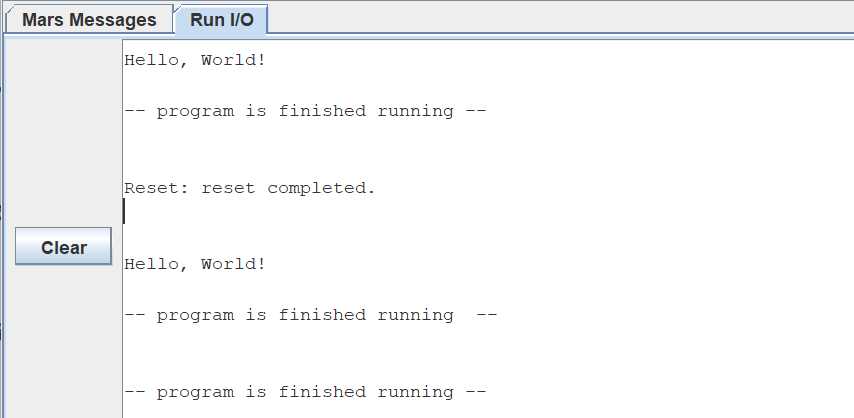 Mars Messages Run I/O
Hello, World!
-- program is finished running --
Reset: reset completed.
Clear
Hello, World!
-- program is finished running  --
-- program is finished running --